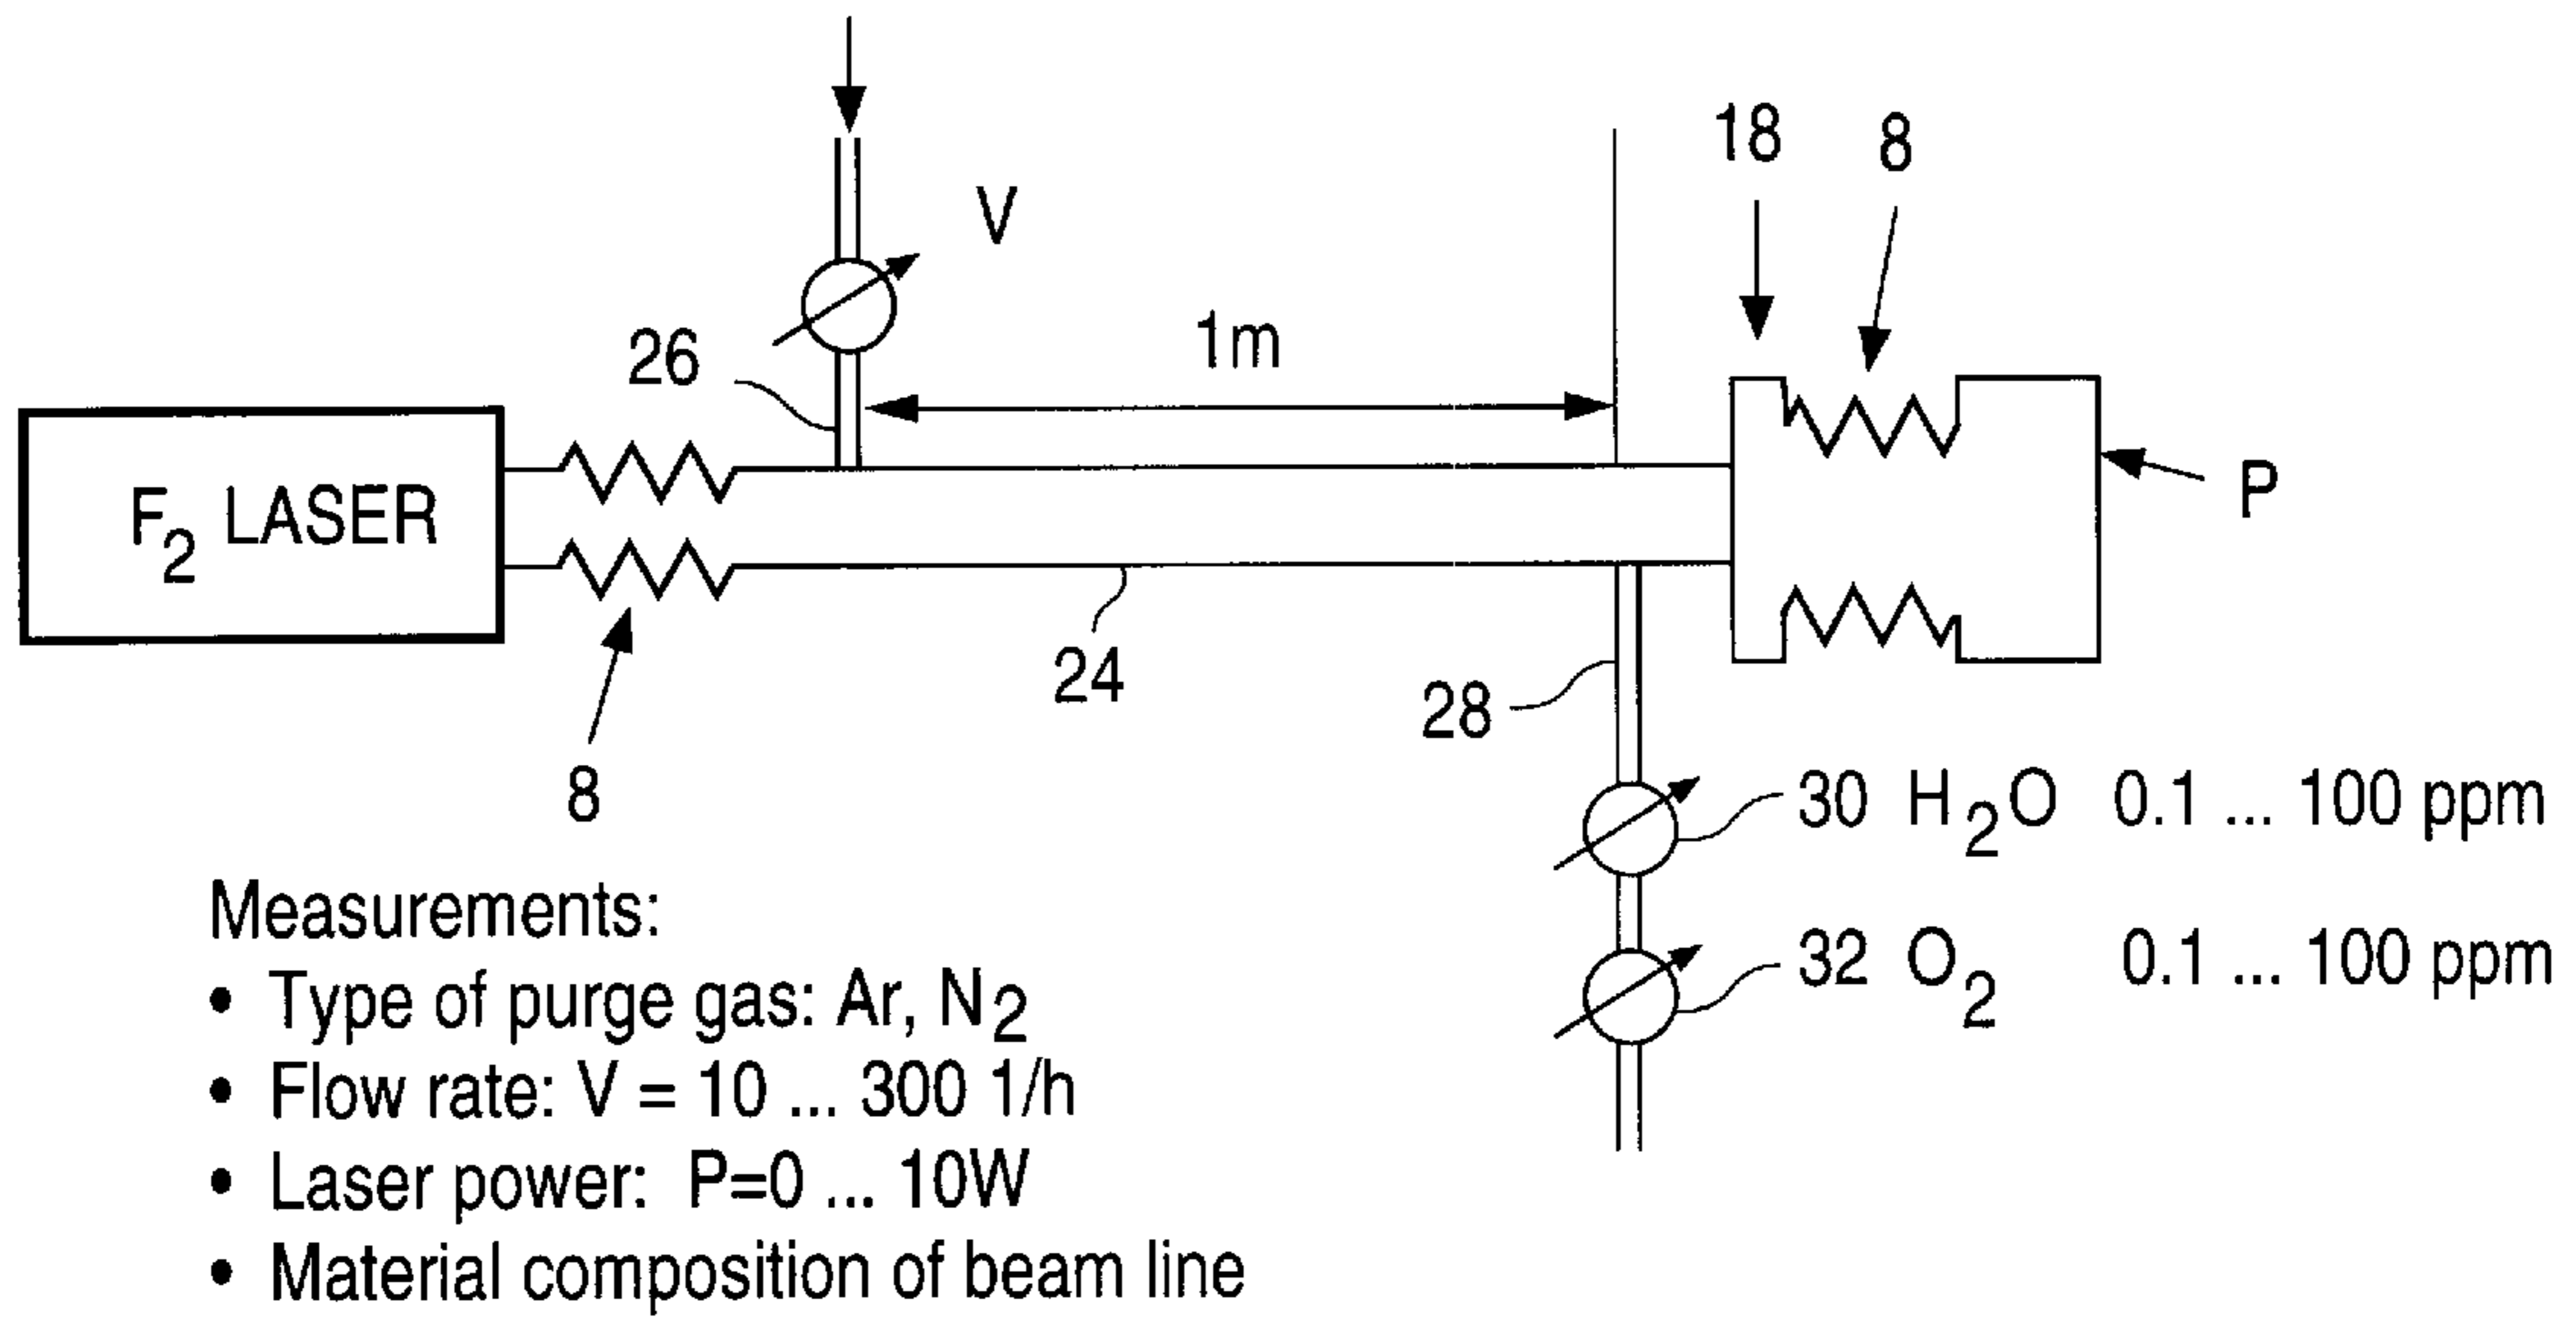 18
8
V
1m
26
F2 LASER
P
24
28
8
30 H2O 0.1 ... 100 ppm
32 O2 0.1 ... 100 ppm
Measurements:
• Type of purge gas: Ar, N2
• Flow rate: V = 10 ... 300 1/h
• Laser power: P=0 ... 10W
• Material composition of beam line